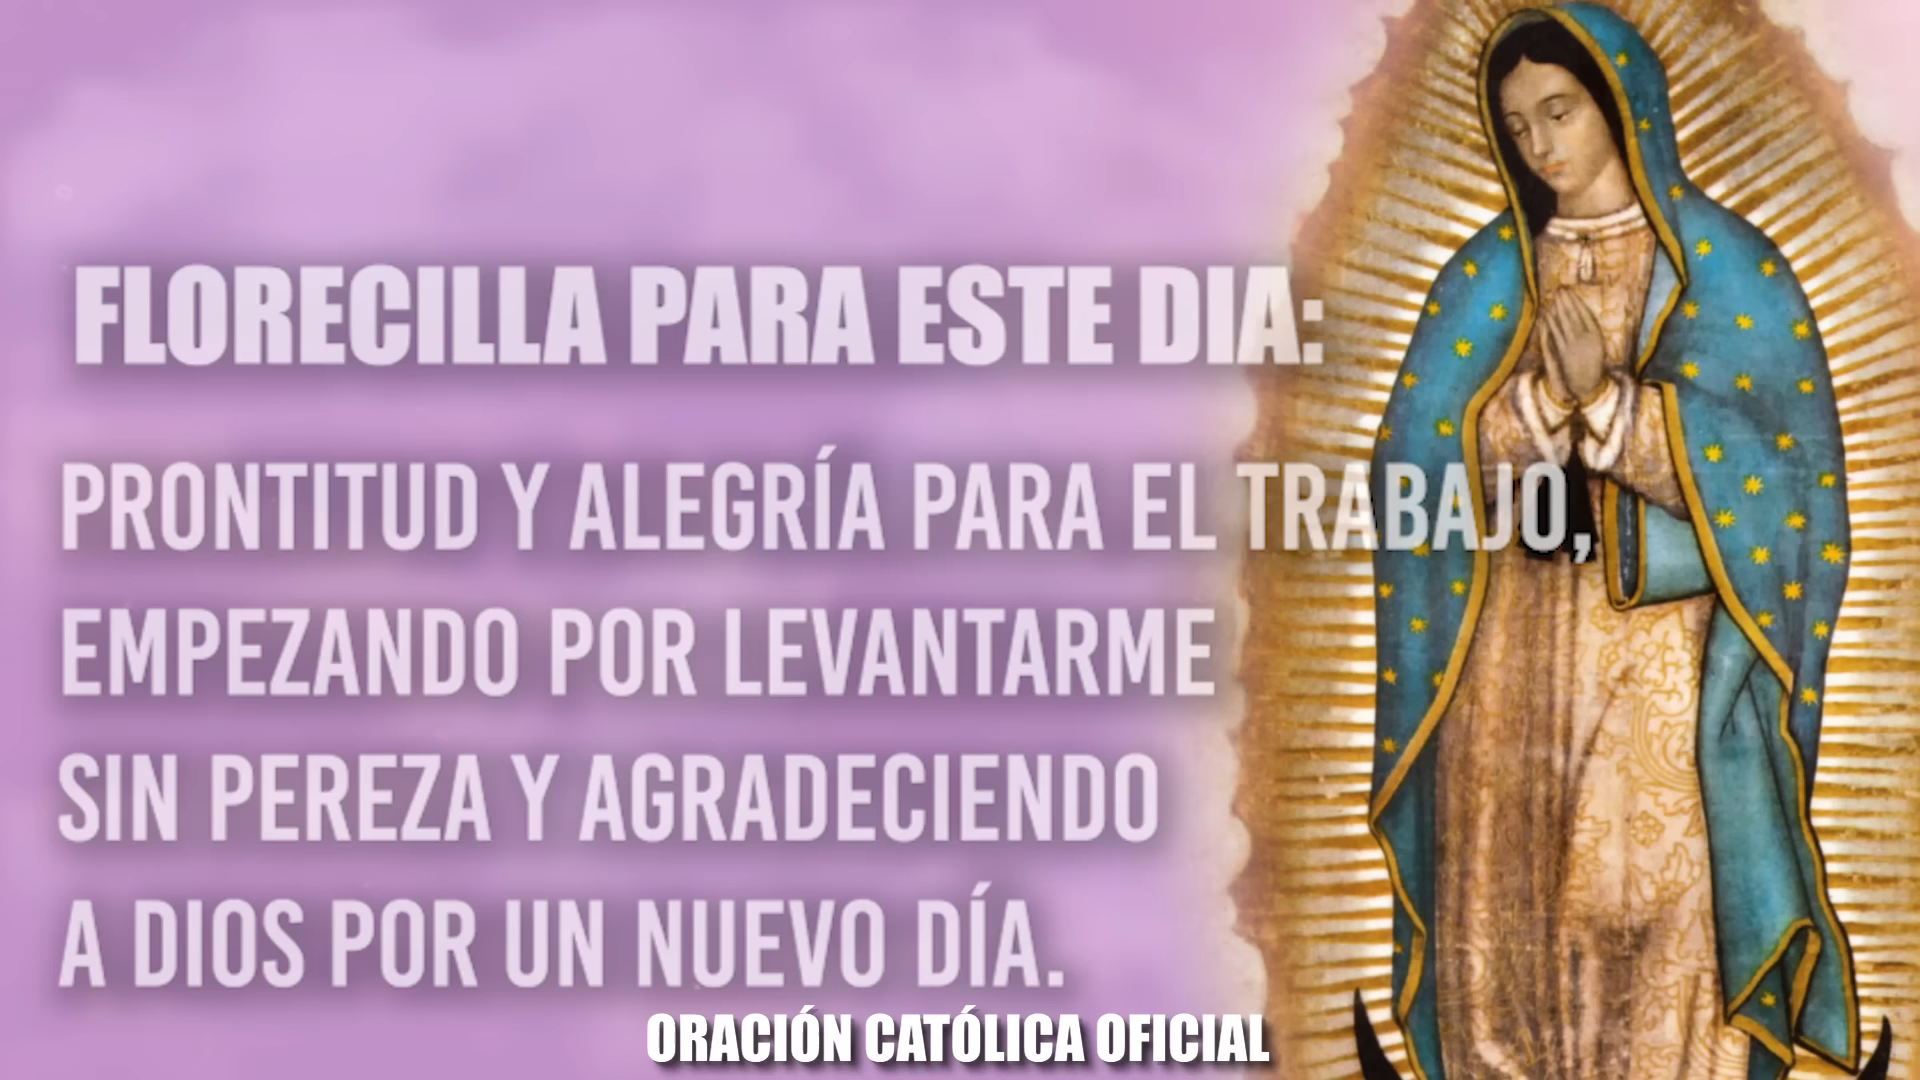 FLORECILLA PARA ESTE DIA:
PRONTITUD Y ALEGRÍA PARA EL TRABAJO,
EMPEZANDO POR LEVANTARME
SIN PEREZA Y AGRADECIENDO
A DIOS POR UN NUEVO DÍA.
ORACIÓN CATÓLICA OFICIAL